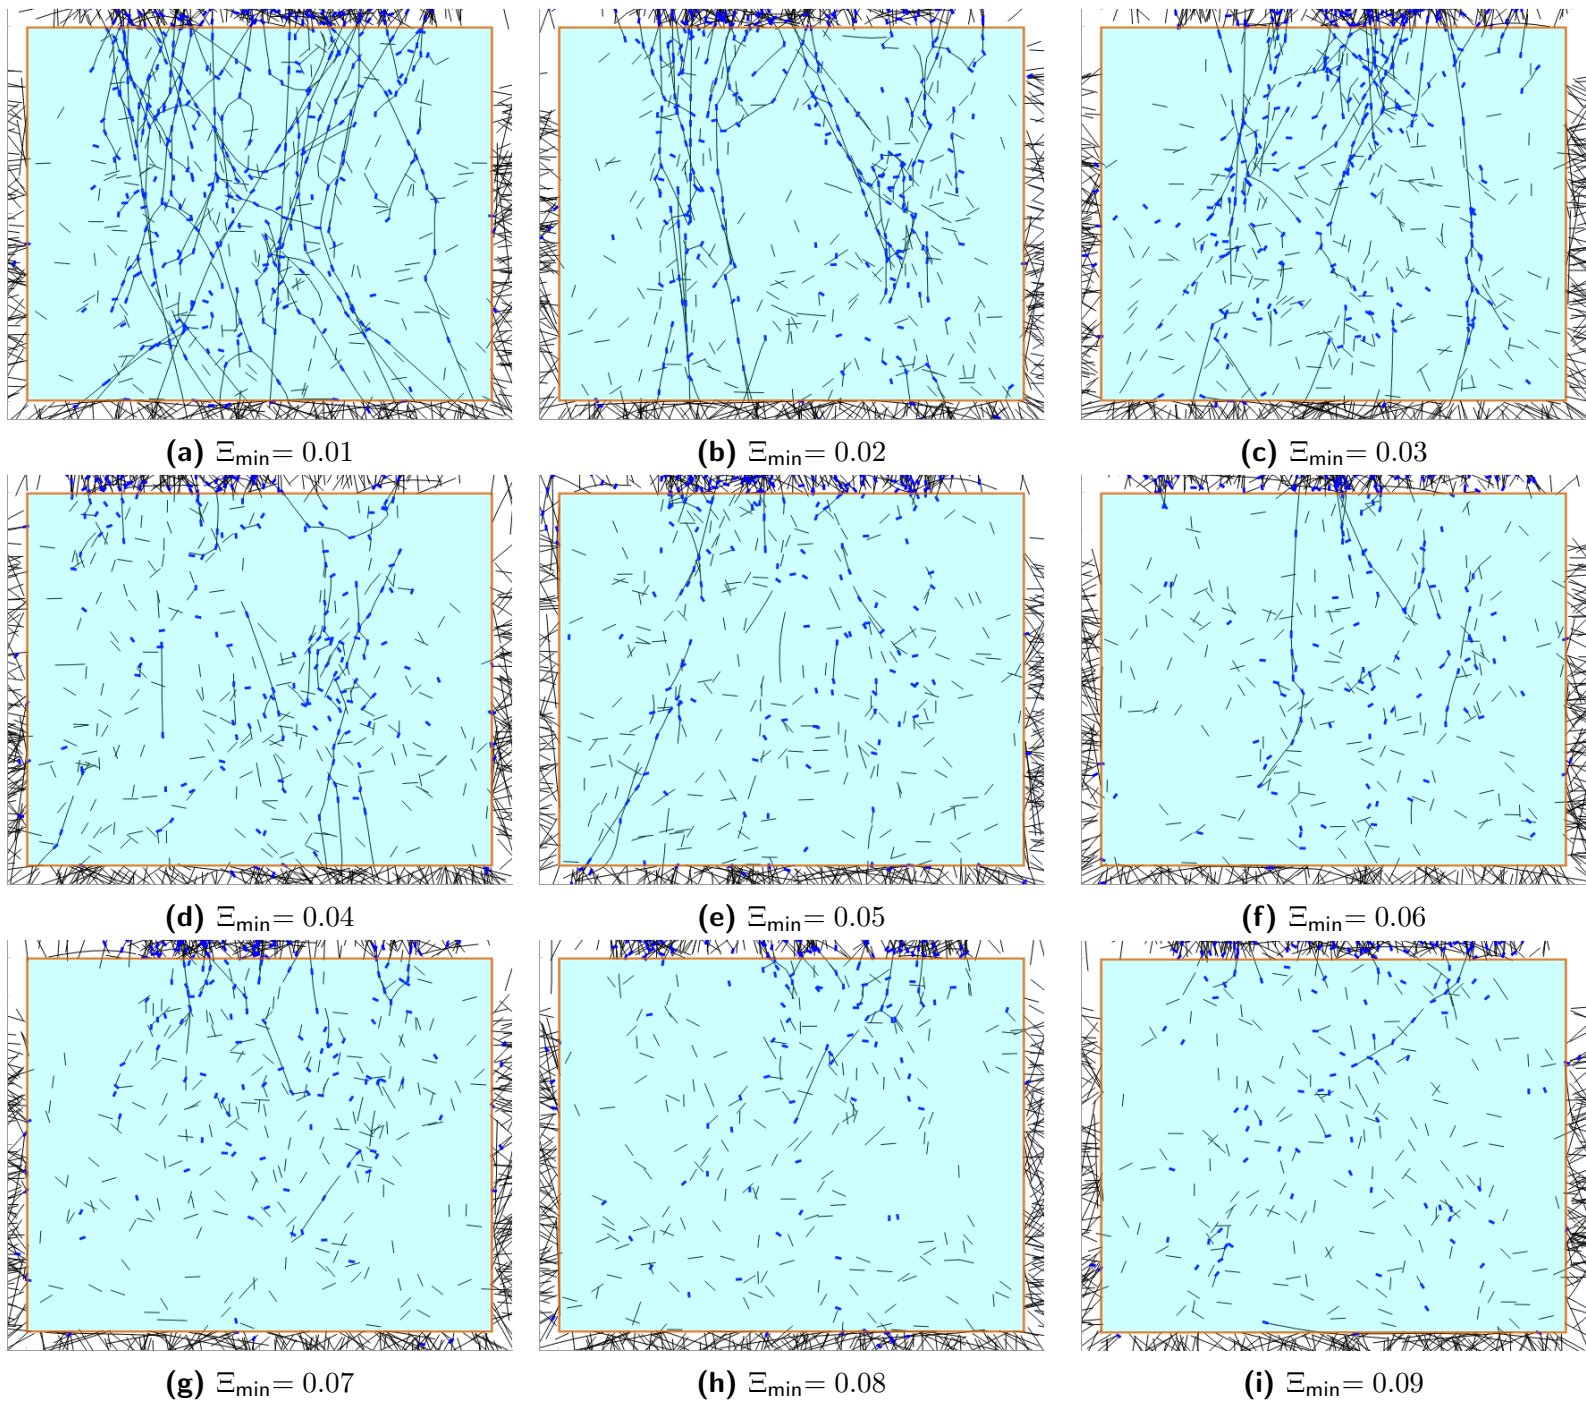 (a) Ξmin= 0.01
(b) Ξmin= 0.02
(c) Ξmin= 0.03
(d) Ξmin= 0.04
(e) Ξmin= 0.05
(f) Ξmin= 0.06
(g) Ξmin= 0.07
(h) Ξmin= 0.08
(i) Ξmin= 0.09